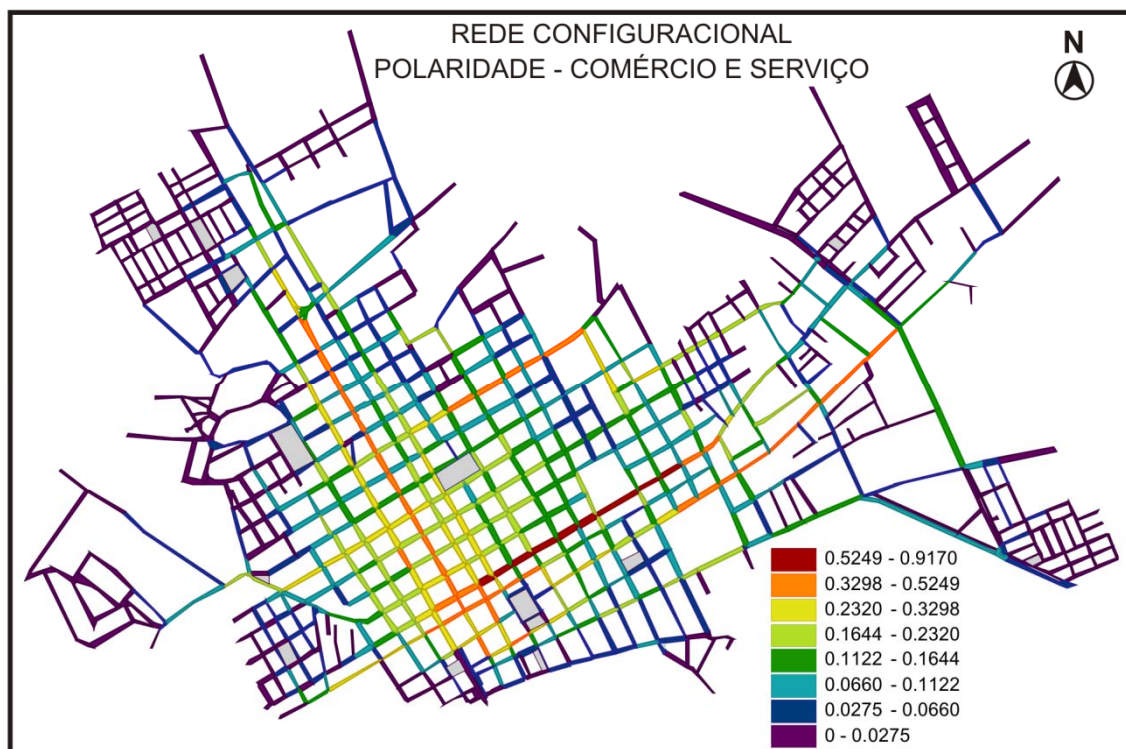 REDE CONFIGURACIONAL
POLARIDADE - COMÉRCIO E SERVIÇO
N
0.5249 - 0.9170
0.3298 - 0.5249
0.2320 - 0.3298
0.1644 - 0.2320
0.1122 - 0.1644
0.0660 - 0.1122
0.0275 - 0.0660
0 - 0.0275